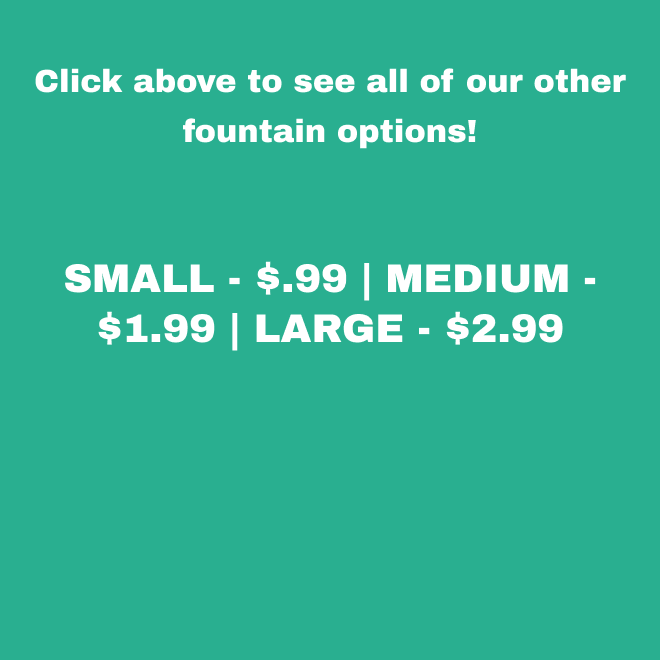 Click above to see all of our other
fountain options!
SMALL - $.99 | MEDIUM -
$1.99 | LARGE - $2.99